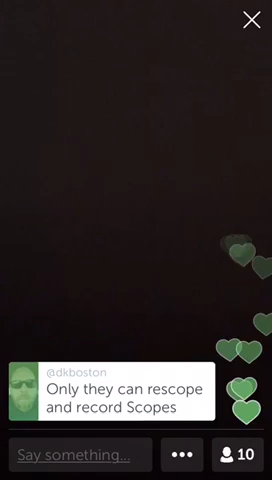 @dkboston
Only they can rescope
and record Scopes
Say something...
10